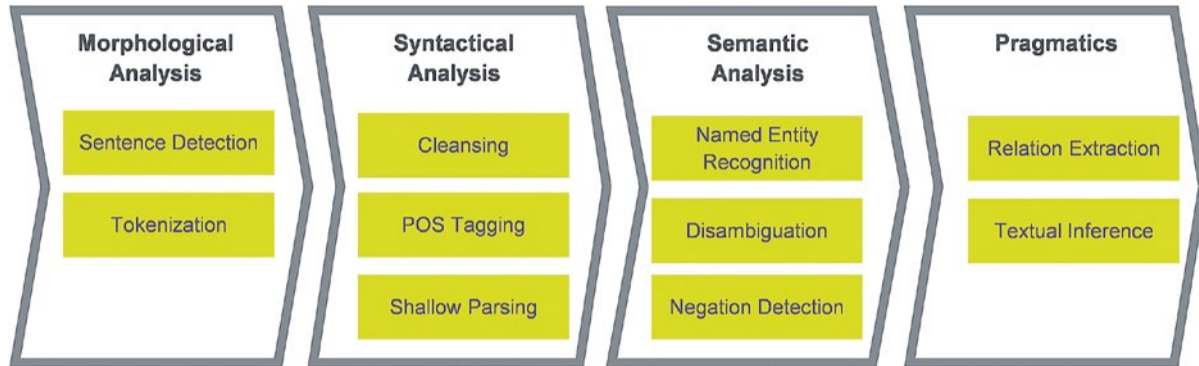 Morphological
Analysis
Sentence Detection
Tokenization
Syntactical
Analysis
Cleansing
POS Tagging
Shallow Parsing
Semantic
Analysis
Named Entity
Recognition
Disambiguation
Negation Detection
Pragmatics
Relation Extraction
Textual Inference